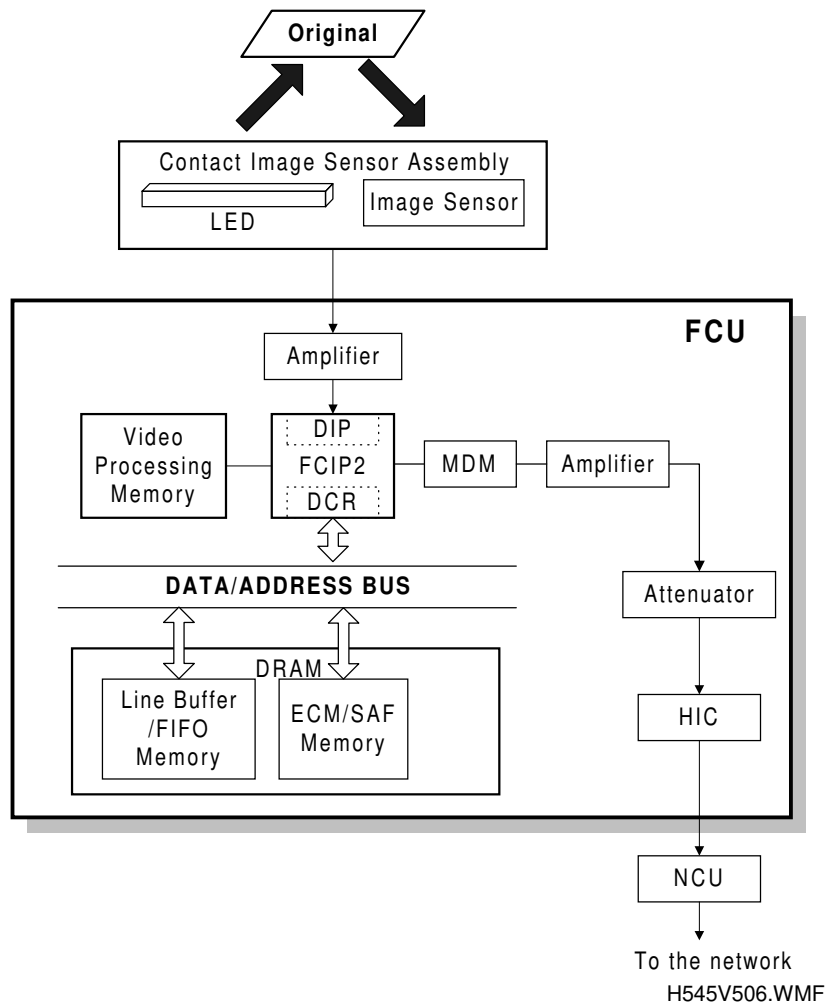 Original
Contact Image Sensor Assembly
LED
Image Sensor
FCU
Amplifier
Video
Processing
Memory
DIP
FCIP2
DCR
MDM
Amplifier
DATA/ADDRESS BUS
Attenuator
DRAM
Line Buffer
/FIFO
Memory
ECM/SAF
Memory
HIC
NCU
To the network
H545V506.WMF